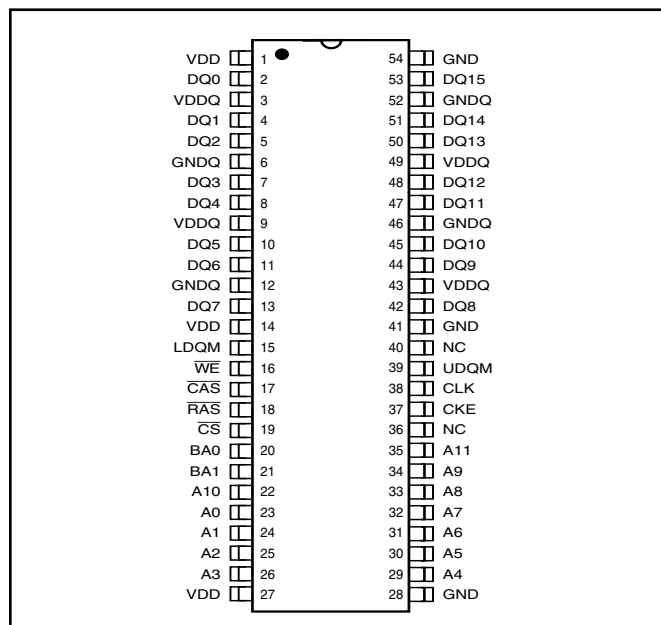 VDD 1 54 GND
DQ0 2 53 DQ15
VDDQ 3 52 GNDQ
DQ1 4 51 DQ14
DQ2 5 50 DQ13
GNDQ 6 49 VDDQ
DQ3 7 48 DQ12
DQ4 8 47 DQ11
VDDQ 9 46 GNDQ
DQ5 10 45 DQ10
DQ6 11 44 DQ9
GNDQ 12 43 VDDQ
DQ7 13 42 DQ8
VDD 14 41 GND
LDQM 15 40 NC
W̅E̅ 16 39 UDQM
C̅A̅S̅ 17 38 CLK
R̅A̅S̅ 18 37 CKE
C̅S̅ 19 36 NC
BA0 20 35 A11
BA1 21 34 A9
A10 22 33 A8
A0 23 32 A7
A1 24 31 A6
A2 25 30 A5
A3 26 29 A4
VDD 27 28 GND